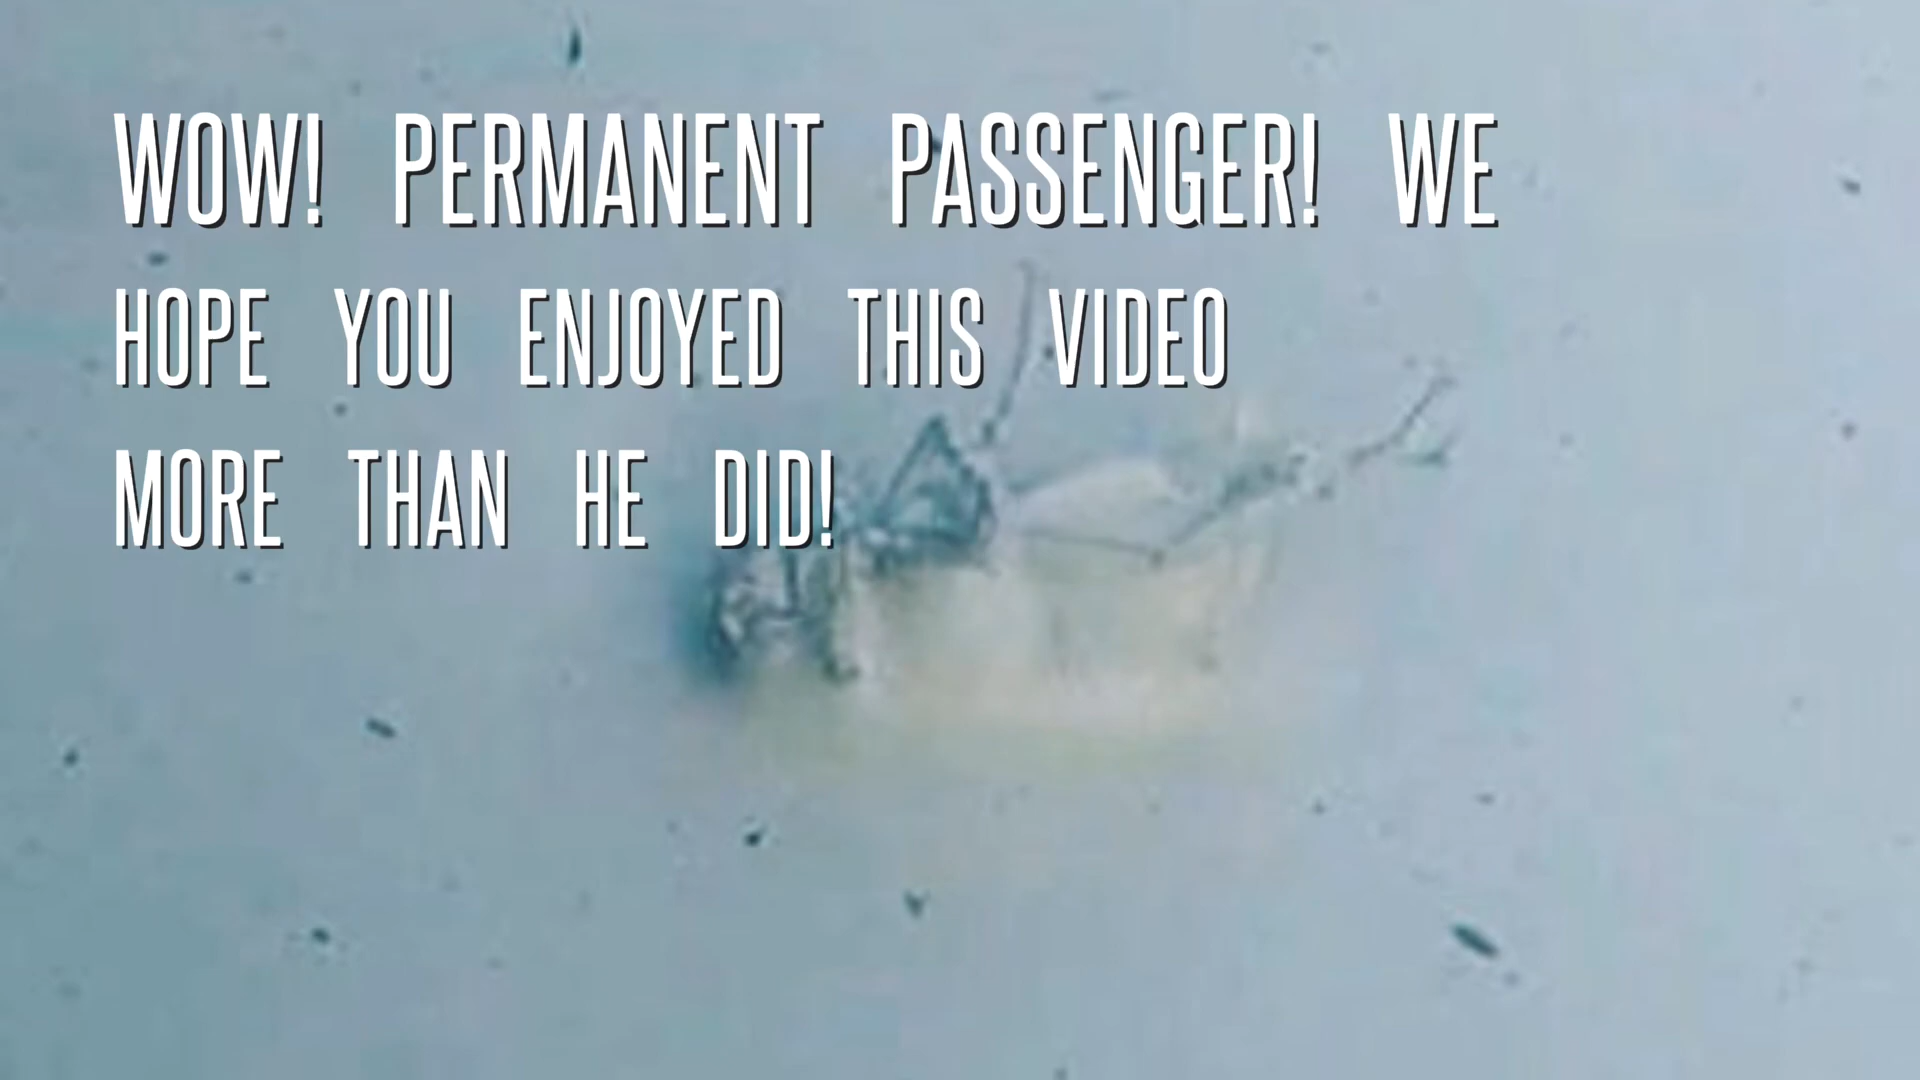 WOW! PERMANENT PASSENGER! WE
HOPE YOU ENJOYED THIS VIDEO
MORE THAN HE DID!